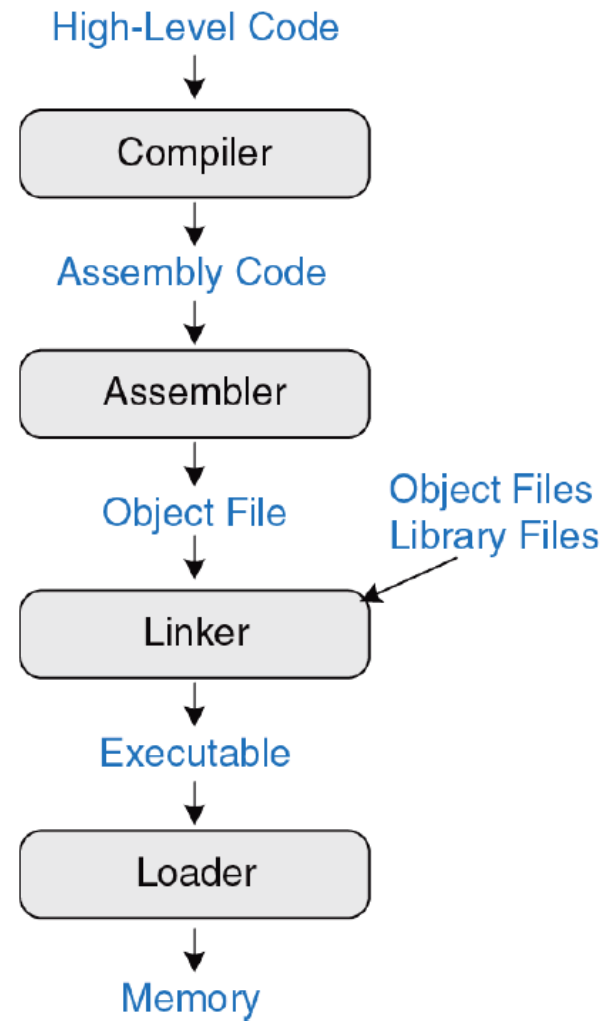 High-Level Code
Compiler
Assembly Code
Assembler
Object File
Object Files
Library Files
Linker
Executable
Loader
Memory